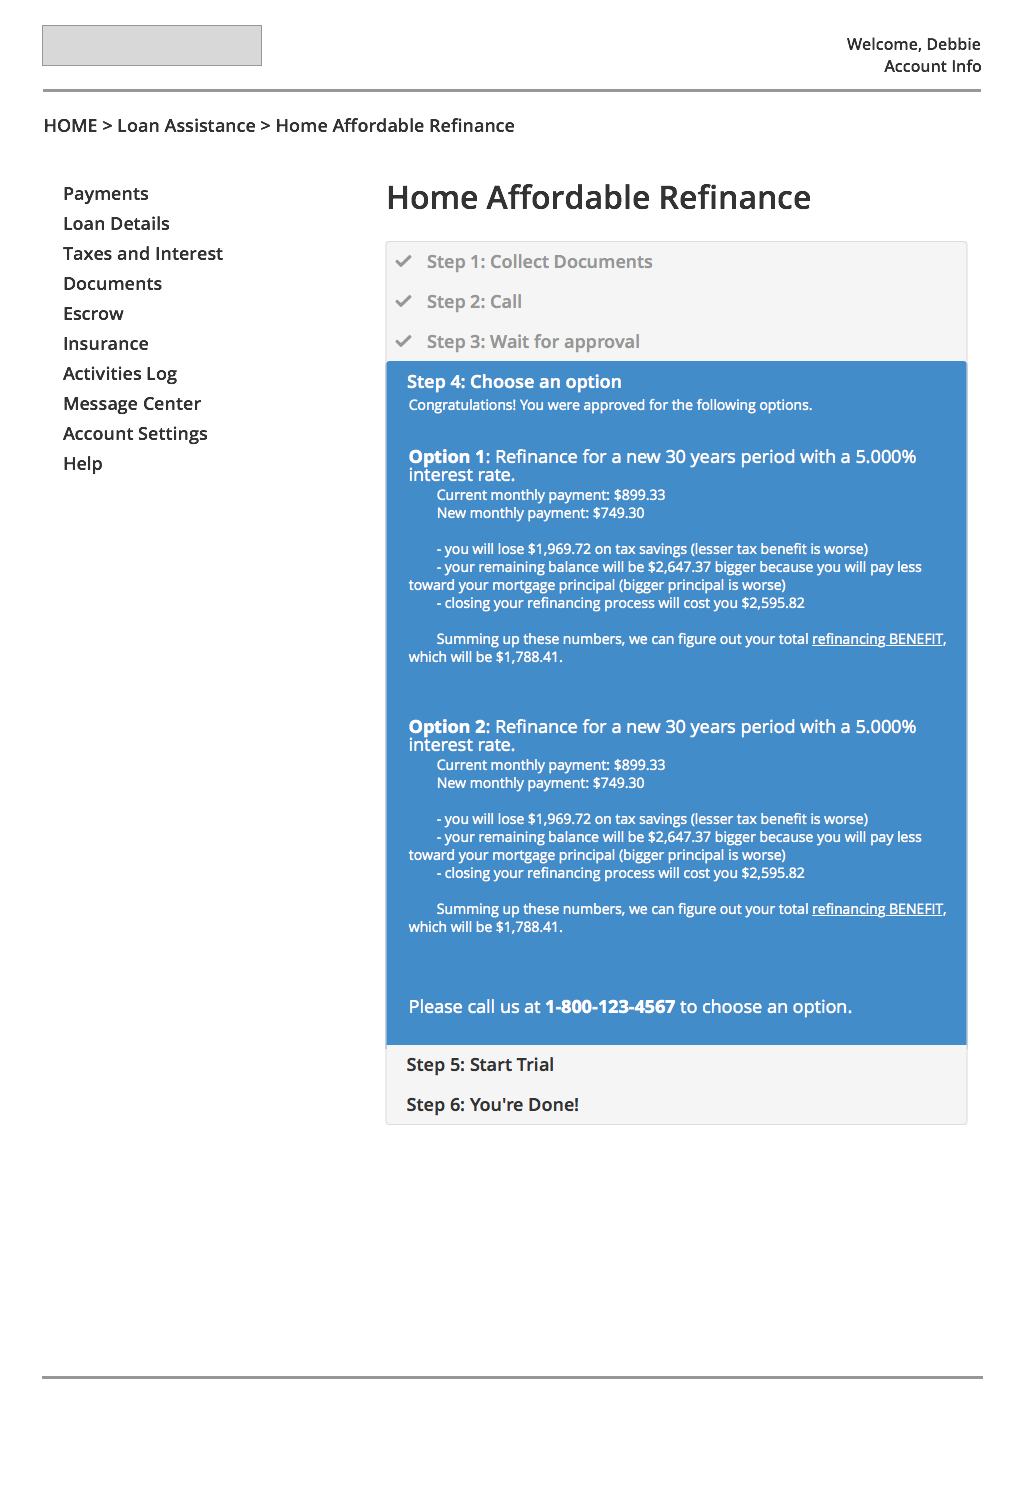 Welcome, Debbie
Account Info
HOME > Loan Assistance > Home Affordable Refinance
Payments
Loan Details
Taxes and Interest
Documents
Escrow
Insurance
Activities Log
Message Center
Account Settings
Help
Home Affordable Refinance
Step 1: Collect Documents
Step 2: Call
Step 3: Wait for approval
Step 4: Choose an option
Congratulations! You were approved for the following options.
Option 1: Refinance for a new 30 years period with a 5.000%
interest rate.
Current monthly payment: $899.33
New monthly payment: $749.30
- you will lose $1,969.72 on tax savings (lesser tax benefit is worse)
- your remaining balance will be $2,647.37 bigger because you will pay less
toward your mortgage principal (bigger principal is worse)
- closing your refinancing process will cost you $2,595.82
Summing up these numbers, we can figure out your total refinancing BENEFIT,
which will be $1,788.41.
Option 2: Refinance for a new 30 years period with a 5.000%
interest rate.
Current monthly payment: $899.33
New monthly payment: $749.30
- you will lose $1,969.72 on tax savings (lesser tax benefit is worse)
- your remaining balance will be $2,647.37 bigger because you will pay less
toward your mortgage principal (bigger principal is worse)
- closing your refinancing process will cost you $2,595.82
Summing up these numbers, we can figure out your total refinancing BENEFIT,
which will be $1,788.41.
Please call us at 1-800-123-4567 to choose an option.
Step 5: Start Trial
Step 6: You're Done!